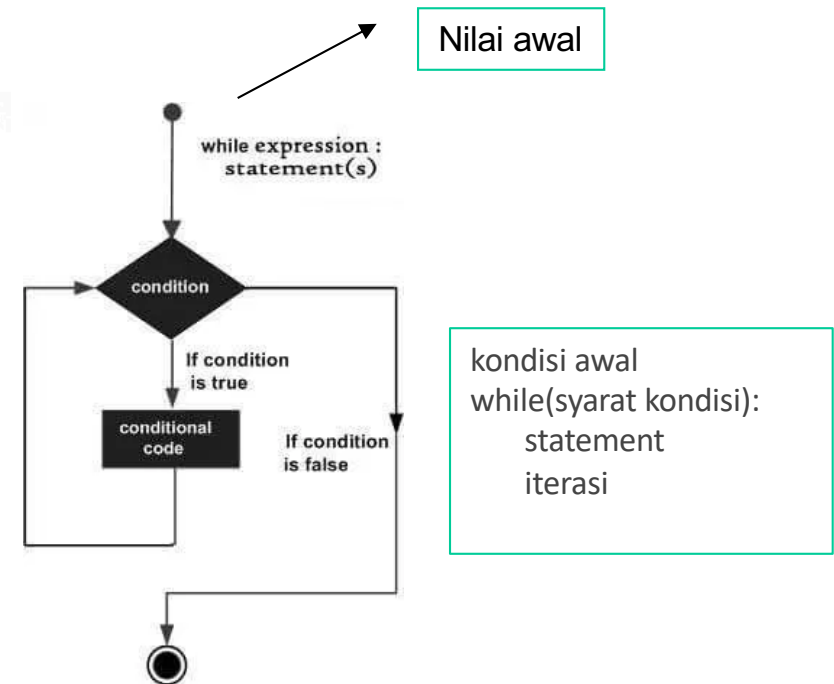 Nilai awal
while expression :
statement(s)
condition
If condition
is true
conditional
code
If condition
is false
kondisi awal
while(syarat kondisi):
statement
iterasi